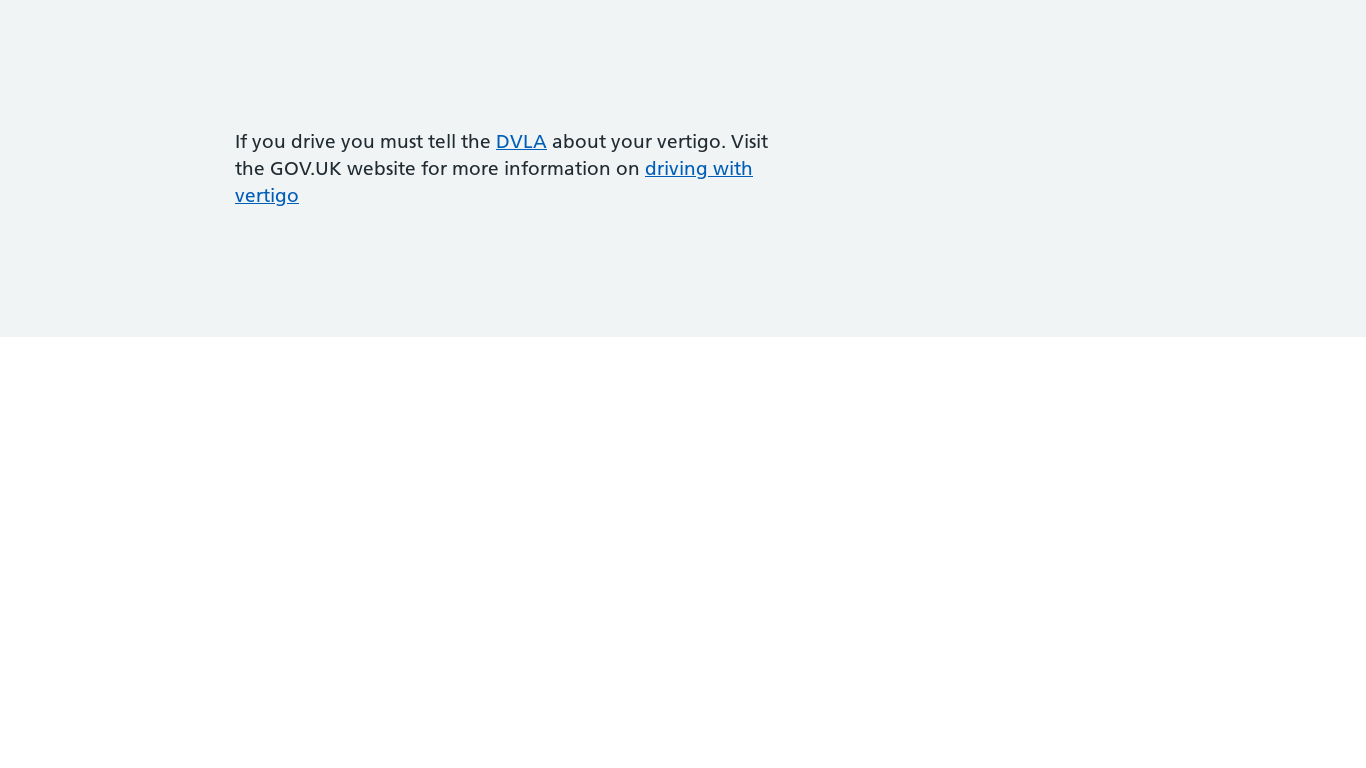 If you drive you must tell the DVLA about your vertigo. Visit
the GOV.UK website for more information on driving with
vertigo